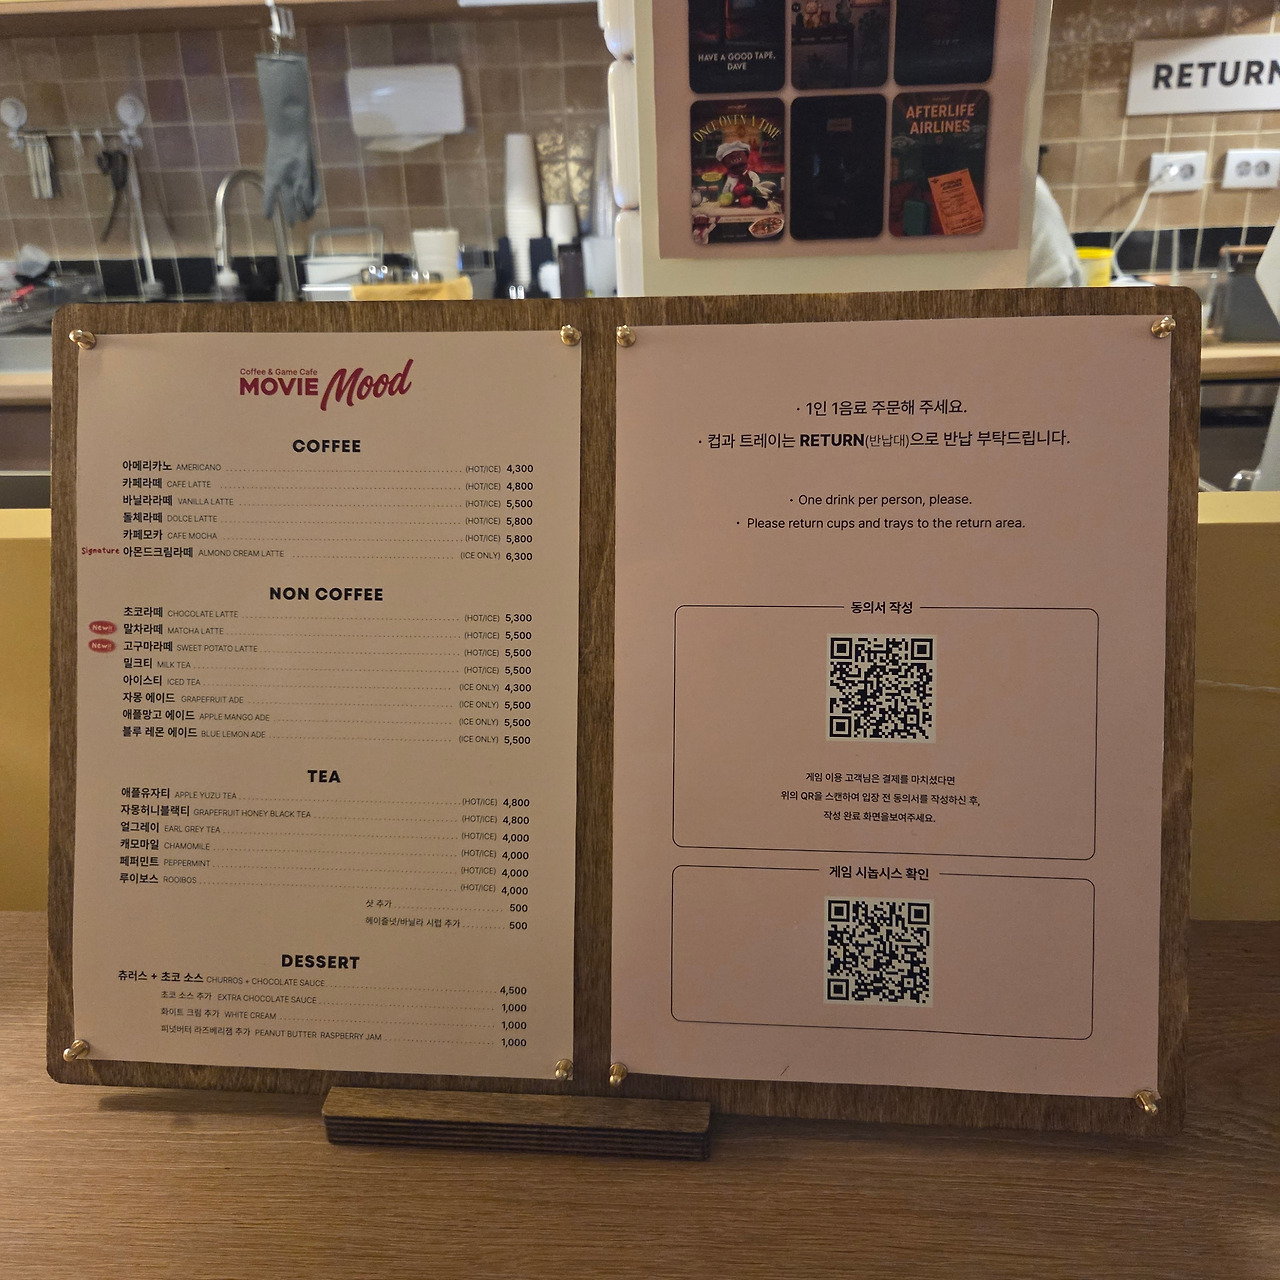 HAVE A GOOD TAPE,
DAVE
ONCE OVEN A TIME
AFTERLIFE
AIRLINES
RETURN
Coffee & Game Cafe
MOVIE Mood
COFFEE
아메리카노 AMERICANO (HOT/ICE) 4,300
카페라떼 CAFE LATTE (HOT/ICE) 4,800
바닐라라떼 VANILLA LATTE (HOT/ICE) 5,500
돌체라떼 DOLCE LATTE (HOT/ICE) 5,800
카페모카 CAFE MOCHA (HOT/ICE) 5,800
Signature 아몬드크림라떼 ALMOND CREAM LATTE (ICE ONLY) 6,300
NON COFFEE
초코라떼 CHOCOLATE LATTE (HOT/ICE) 5,300
New!! 말차라떼 MATCHA LATTE (HOT/ICE) 5,500
New!! 고구마라떼 SWEET POTATO LATTE (HOT/ICE) 5,500
밀크티 MILK TEA (HOT/ICE) 5,500
아이스티 ICED TEA (ICE ONLY) 4,300
자몽 에이드 GRAPEFRUIT ADE (ICE ONLY) 5,500
애플망고 에이드 APPLE MANGO ADE (ICE ONLY) 5,500
블루 레몬 에이드 BLUE LEMON ADE (ICE ONLY) 5,500
TEA
애플유자티 APPLE YUZU TEA (HOT/ICE) 4,800
자몽허니블랙티 GRAPEFRUIT HONEY BLACK TEA (HOT/ICE) 4,800
얼그레이 EARL GREY TEA (HOT/ICE) 4,000
캐모마일 CHAMOMILE (HOT/ICE) 4,000
페퍼민트 PEPPERMINT (HOT/ICE) 4,000
루이보스 ROOIBOS (HOT/ICE) 4,000
샷 추가 500
헤이즐넛/바닐라 시럽 추가 500
DESSERT
츄러스 + 초코 소스 CHURROS + CHOCOLATE SAUCE 4,500
초코 소스 추가 EXTRA CHOCOLATE SAUCE 1,000
화이트 크림 추가 WHITE CREAM 1,000
피넛버터 라즈베리잼 추가 PEANUT BUTTER RASPBERRY JAM 1,000
· 1인 1음료 주문해 주세요.
· 컵과 트레이는 RETURN(반납대)으로 반납 부탁드립니다.
· One drink per person, please.
· Please return cups and trays to the return area.
동의서 작성
게임 이용 고객님은 결제를 마치셨다면
위의 QR을 스캔하여 입장 전 동의서를 작성하신 후,
작성 완료 화면을보여주세요.
게임 시놉시스 확인